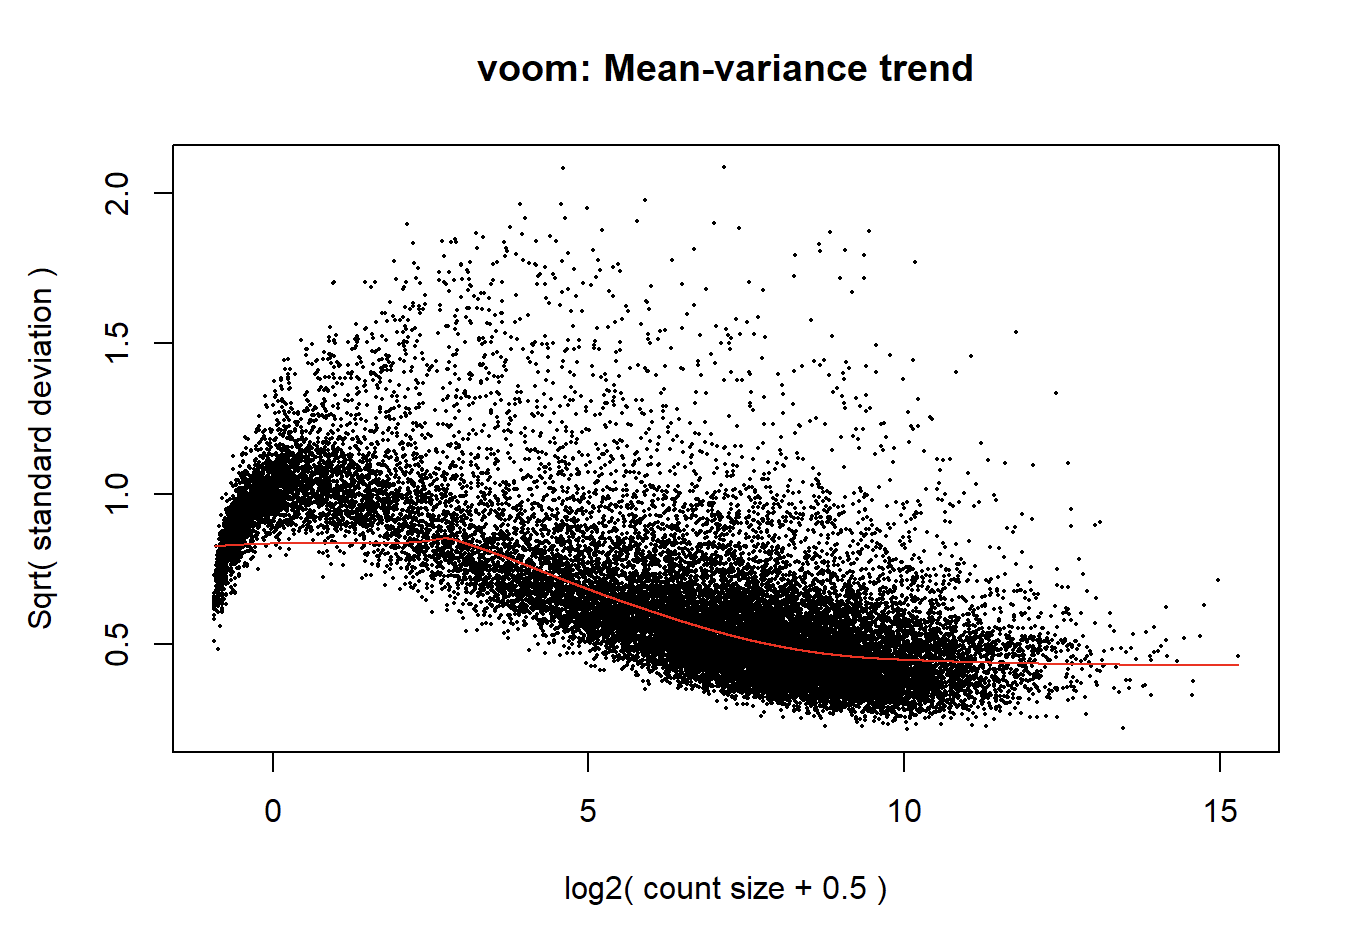 voom: Mean-variance trend
Sqrt( standard deviation )
2.0
1.5
1.0
0.5
0 5 10 15
log2( count size + 0.5 )